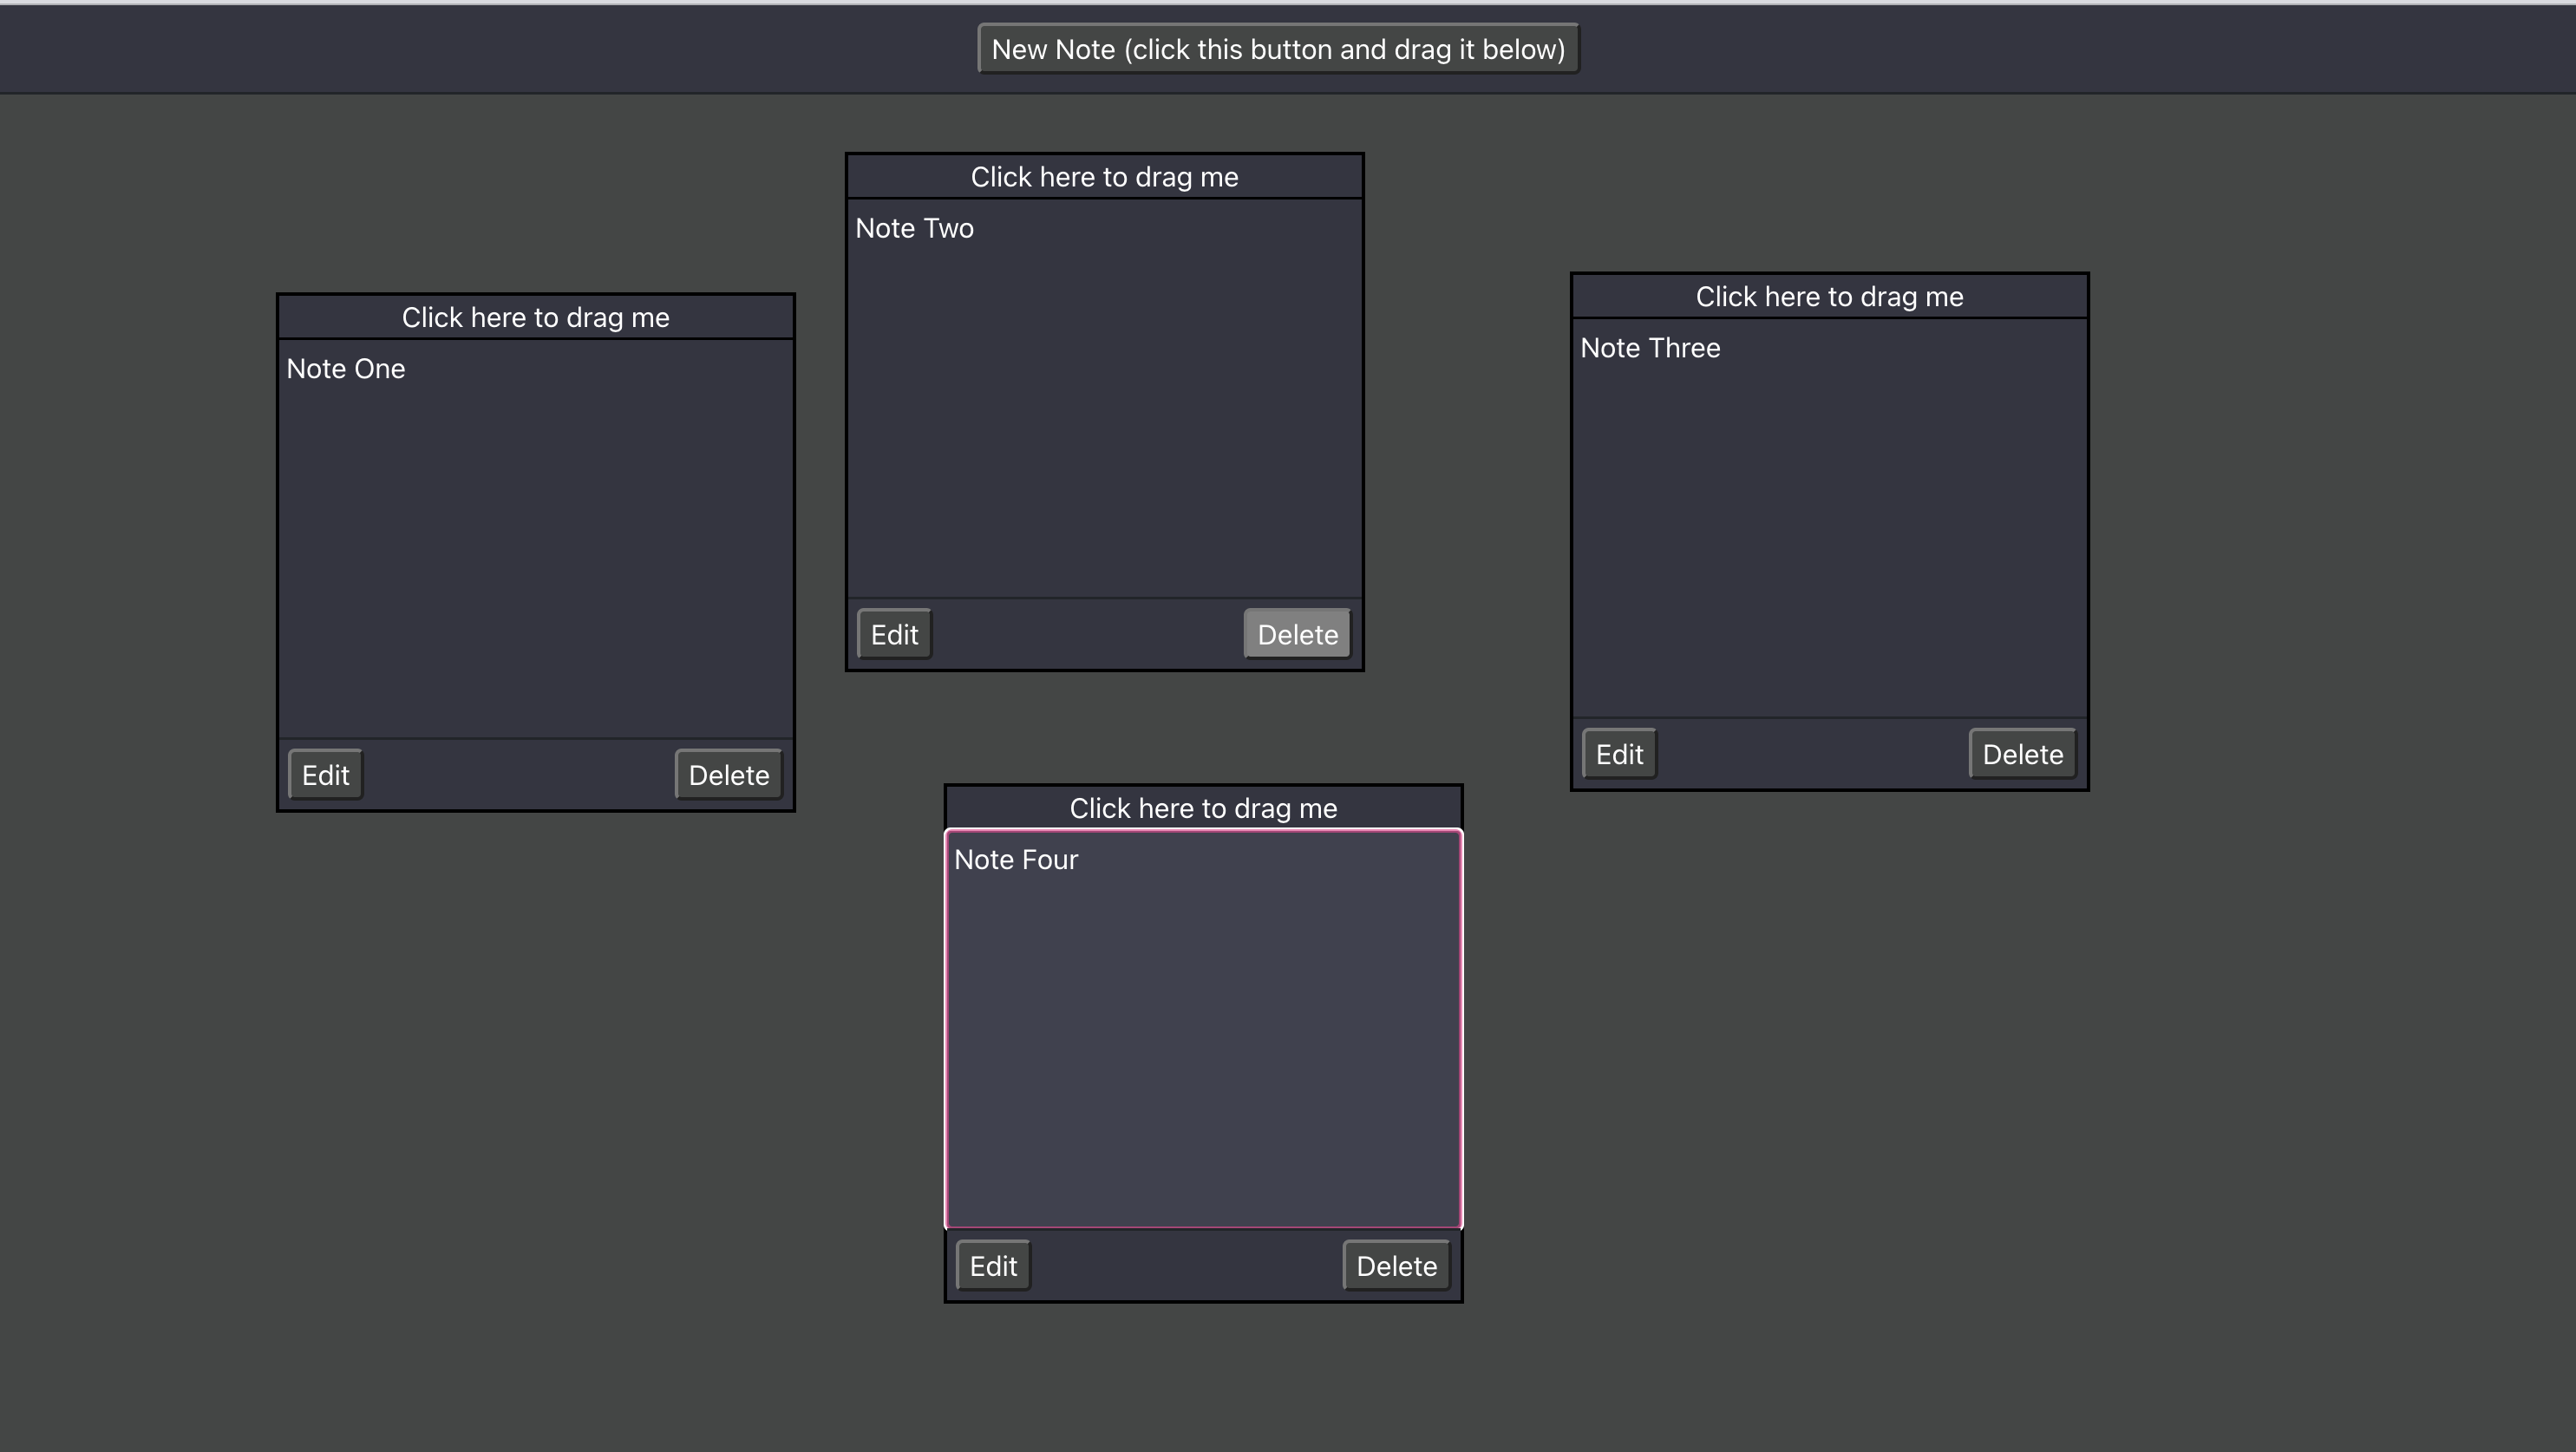 New Note (click this button and drag it below)
Click here to drag me
Note One
Edit
Delete
Click here to drag me
Note Two
Edit
Delete
Click here to drag me
Note Three
Edit
Delete
Click here to drag me
Note Four
Edit
Delete